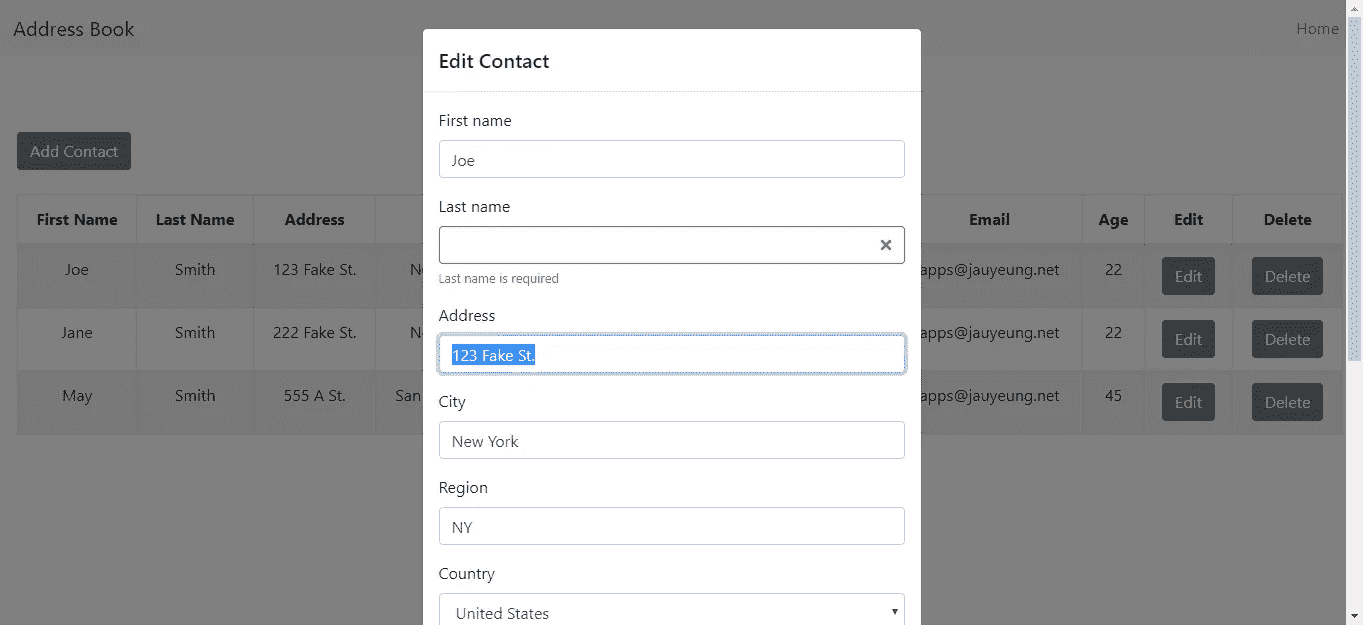 Address Book
Home
Edit Contact
First name
Joe
Last name
Last name is required
Address
123 Fake St.
City
New York
Region
NY
Country
United States
Add Contact
First Name Last Name Address Email Age Edit Delete
Joe Smith 123 Fake St. apps@jauyeung.net 22 Edit Delete
Jane Smith 222 Fake St. apps@jauyeung.net 22 Edit Delete
May Smith 555 A St. San apps@jauyeung.net 45 Edit Delete